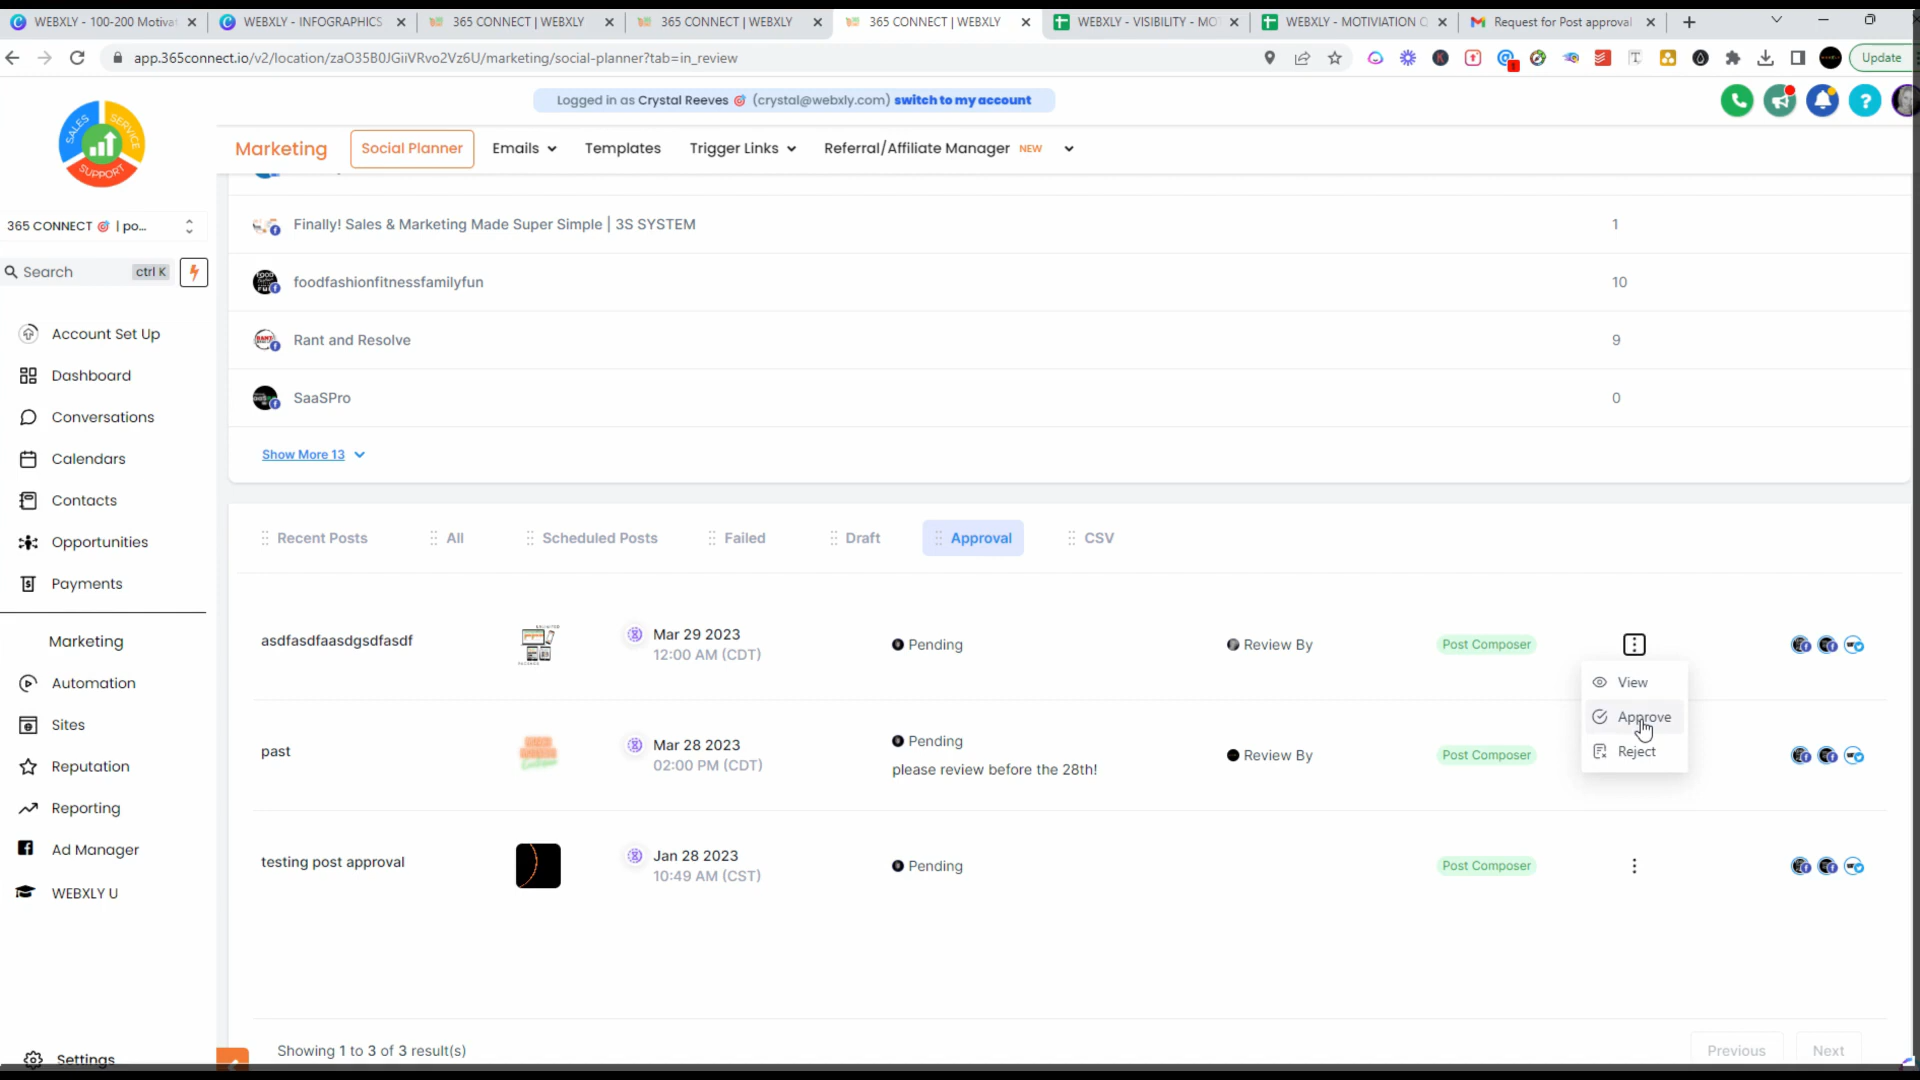 WEBXLY - 100-200 Motivat
WEBXLY - INFOGRAPHICS
365 CONNECT | WEBXLY
365 CONNECT | WEBXLY
365 CONNECT | WEBXLY
WEBXLY - VISIBILITY - MO
WEBXLY - MOTIVIATION Q
Request for Post approval
app.365connect.io/v2/location/zaO35B0JGiiVRvo2Vz6U/marketing/social-planner?tab=in_review
Update
SALES SERVICE SUPPORT
Logged in as Crystal Reeves (crystal@webxly.com) switch to my account
Marketing
Social Planner
Emails
Templates
Trigger Links
Referral/Affiliate Manager NEW
365 CONNECT | po...
Search ctrl K
Account Set Up
Dashboard
Conversations
Calendars
Contacts
Opportunities
Payments
Marketing
Automation
Sites
Reputation
Reporting
Ad Manager
WEBXLY U
Settings
Finally! Sales & Marketing Made Super Simple | 3S SYSTEM 1
foodfashionfitnessfamilyfun 10
Rant and Resolve 9
SaaSPro 0
Show More 13
Recent Posts All Scheduled Posts Failed Draft Approval CSV
asdfasdfaasdgsdfasdf
Mar 29 2023
12:00 AM (CDT)
Pending
Review By
Post Composer
View
Approve
Reject
past
Mar 28 2023
02:00 PM (CDT)
Pending
please review before the 28th!
Review By
Post Composer
testing post approval
Jan 28 2023
10:49 AM (CST)
Pending
Post Composer
Showing 1 to 3 of 3 result(s)
Previous
Next